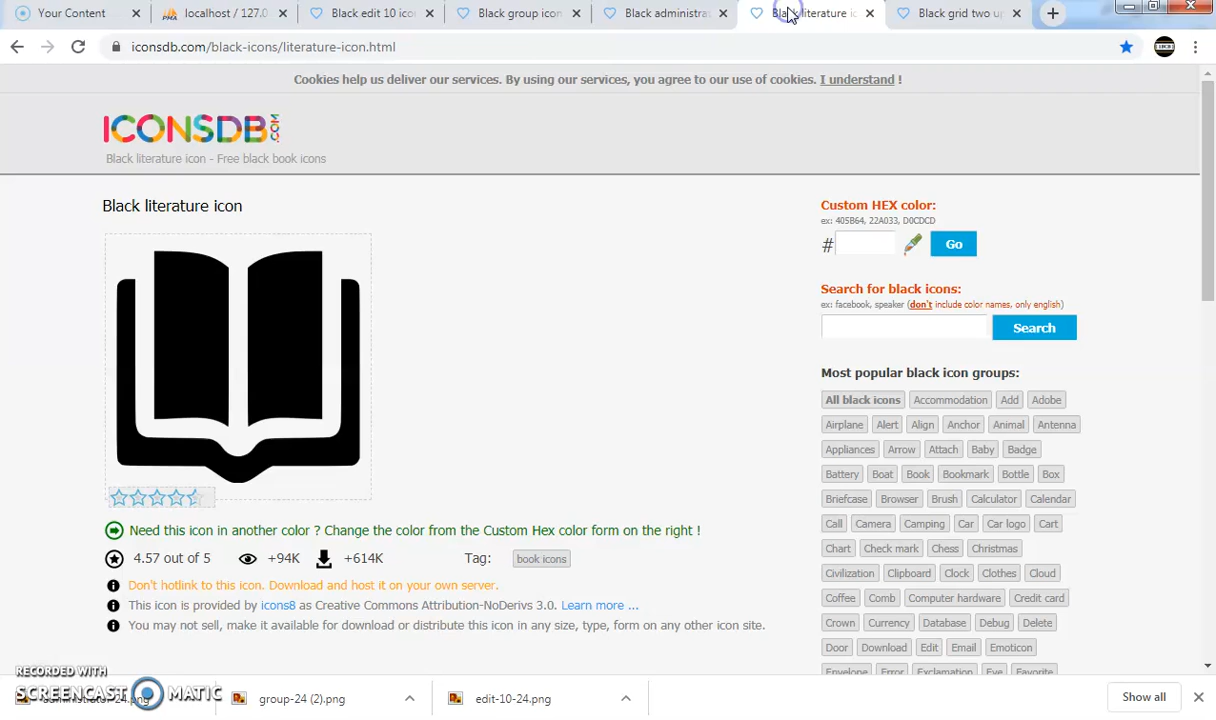 Your Content
localhost / 127.0
Black edit 10 ico
Black group icon
Black administra
Black literature ic
Black grid two up
iconsdb.com/black-icons/literature-icon.html
Cookies help us deliver our services. By using our services, you agree to our use of cookies. I understand !
ICONSDB.COM
Black literature icon - Free black book icons
Black literature icon
Custom HEX color:
ex: 405B64, 22A033, D0CDCD
# Go
Search for black icons:
ex: facebook, speaker (don't include color names, only english)
Search
Most popular black icon groups:
All black icons Accommodation Add Adobe
Airplane Alert Align Anchor Animal Antenna
Appliances Arrow Attach Baby Badge
Battery Boat Book Bookmark Bottle Box
Briefcase Browser Brush Calculator Calendar
Call Camera Camping Car Car logo Cart
Chart Check mark Chess Christmas
Civilization Clipboard Clock Clothes Cloud
Coffee Comb Computer hardware Credit card
Crown Currency Database Debug Delete
Door Download Edit Email Emoticon
Envelope Error Exclamation Eye Favorite
Need this icon in another color ? Change the color from the Custom Hex color form on the right !
4.57 out of 5 +94K +614K Tag: book icons
Don't hotlink to this icon. Download and host it on your own server.
This icon is provided by icons8 as Creative Commons Attribution-NoDerivs 3.0. Learn more ...
You may not sell, make it available for download or distribute this icon in any size, type, form on any other icon site.
RECORDED WITH
SCREENCAST MATIC
administrator-24.png
group-24 (2).png
edit-10-24.png
Show all